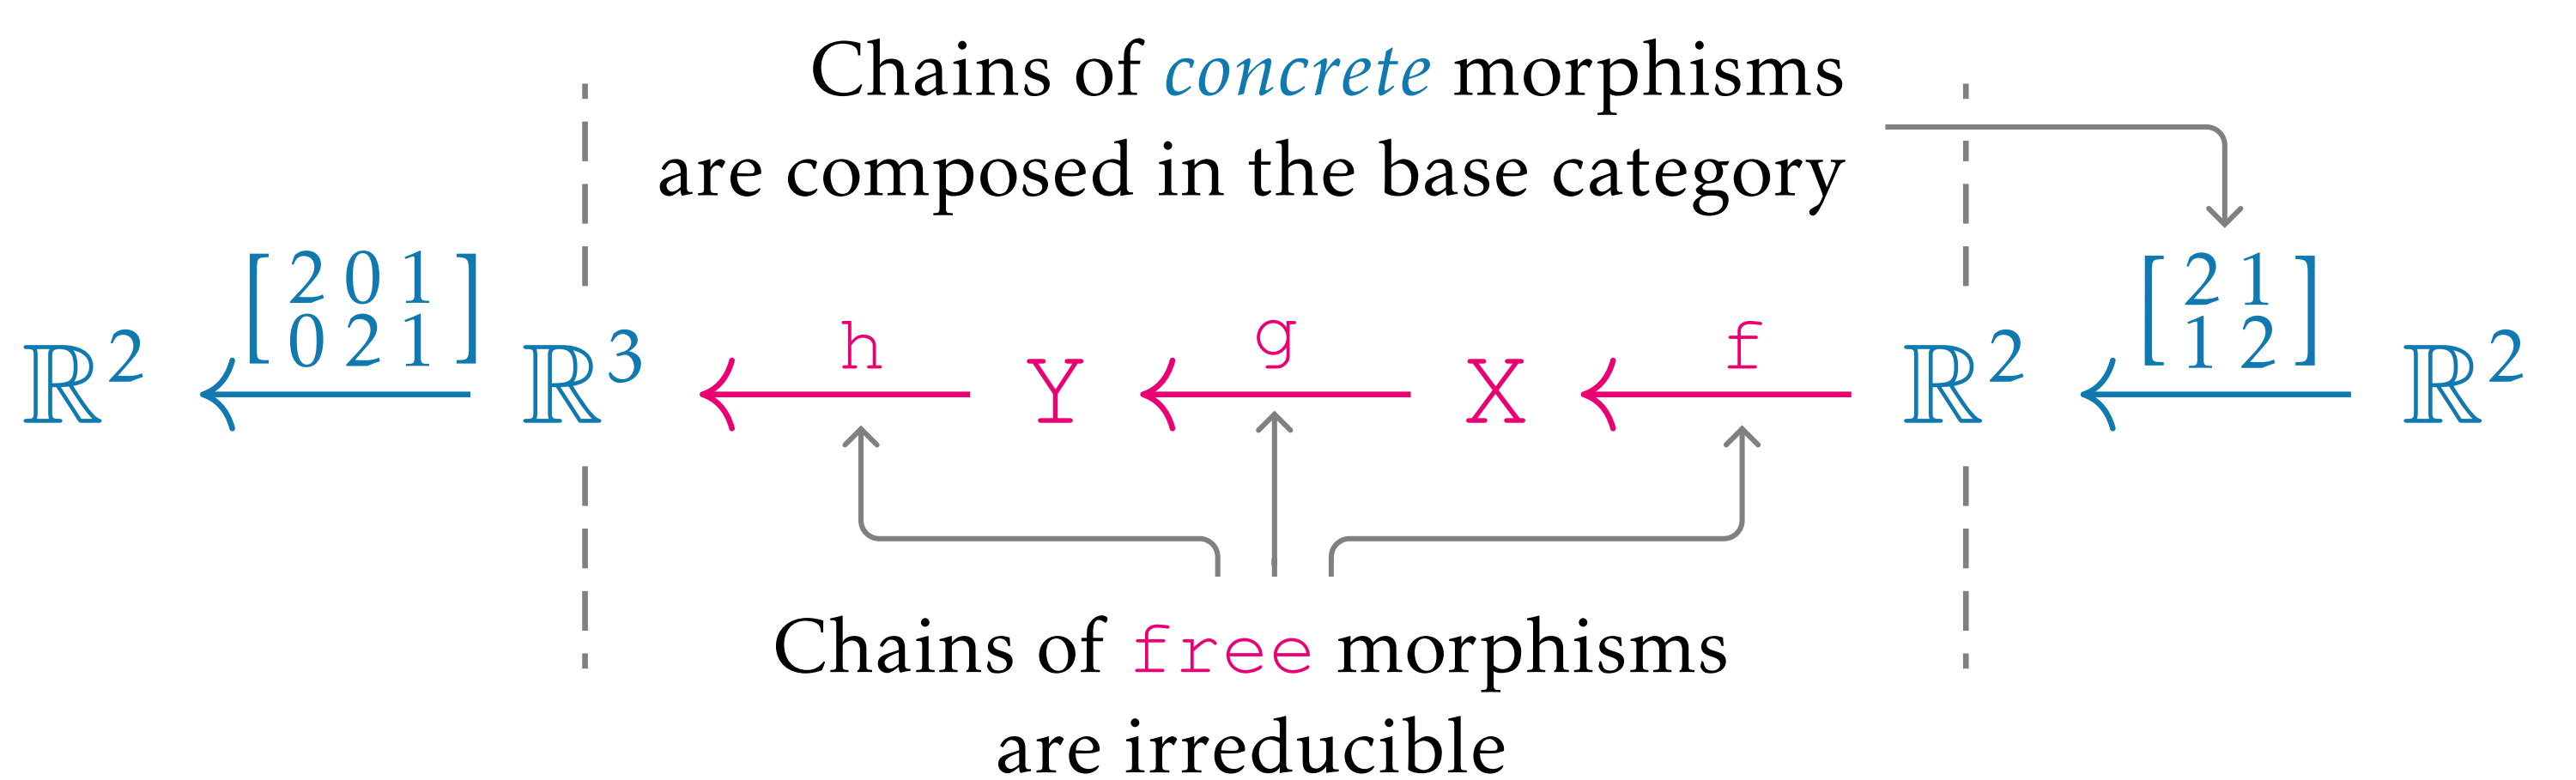 Chains of concrete morphisms
are composed in the base category
[ 2 0 1 ] [ 2 1 ]
[ 0 2 1 ] [ 1 2 ]
h g f
ℝ² ℝ³ Y X ℝ² ℝ²
Chains of free morphisms
are irreducible